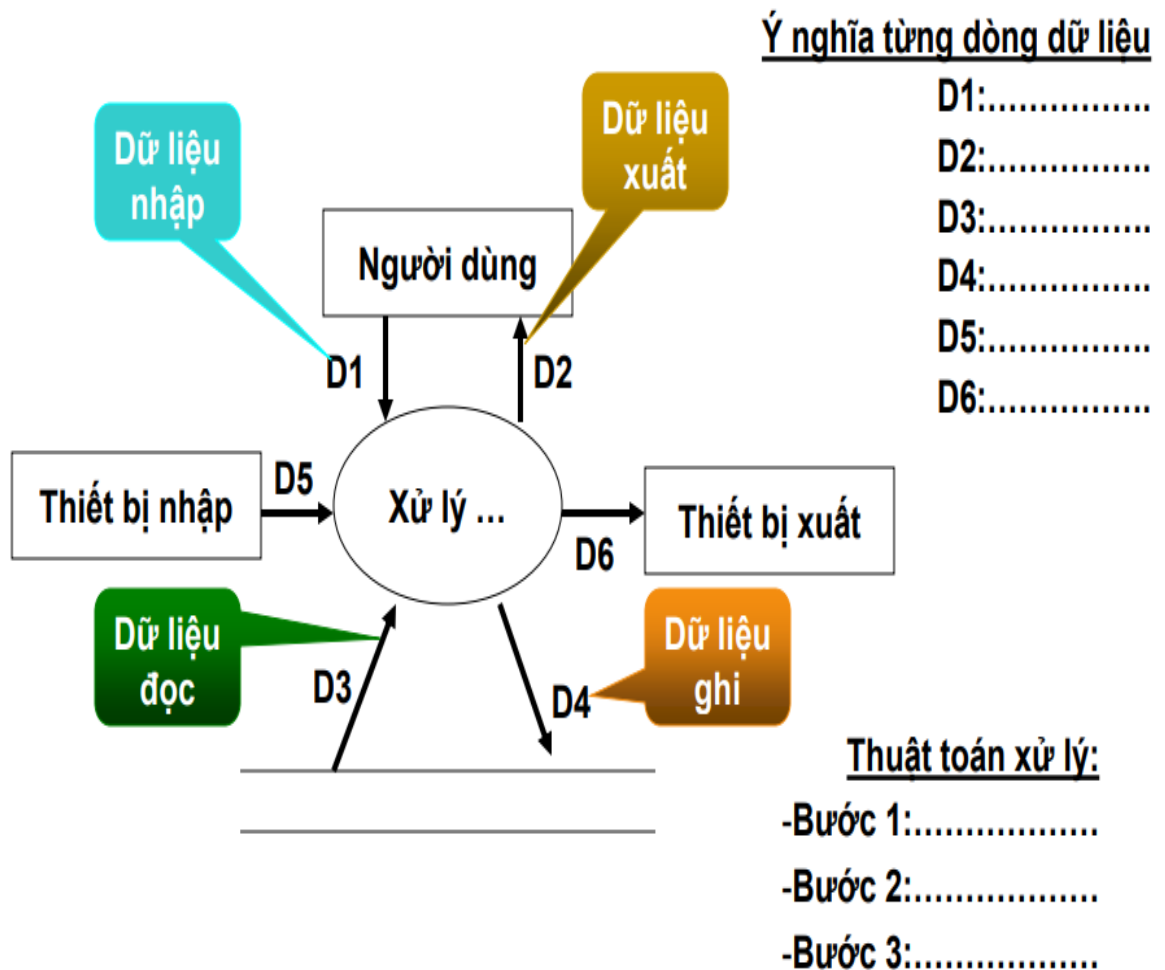 Ý nghĩa từng dòng dữ liệu
D1:................
D2:................
D3:................
D4:................
D5:................
D6:................
Dữ liệu
nhập
Dữ liệu
xuất
Người dùng
D1
D2
Thiết bị nhập
D5
Xử lý ...
D6
Thiết bị xuất
Dữ liệu
đọc
D3
D4
Dữ liệu
ghi
Thuật toán xử lý:
-Bước 1:..................
-Bước 2:..................
-Bước 3:..................